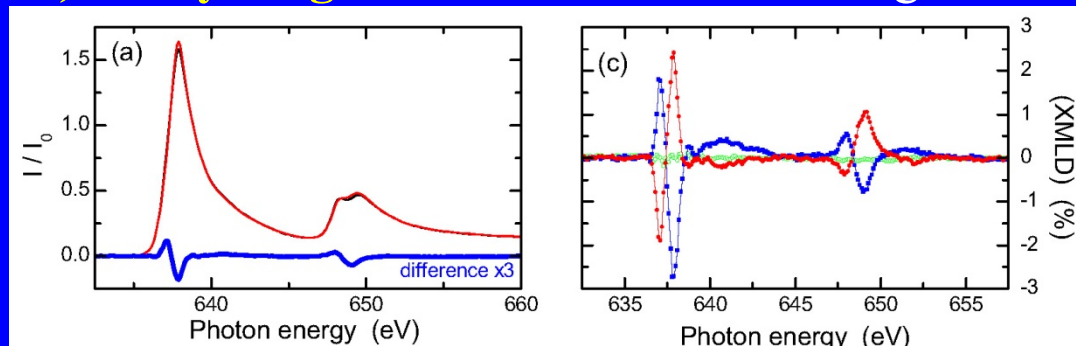 (a)
1.5
1.0
0.5
0.0
I / I₀
difference x3
640
650
660
Photon energy (eV)
(c)
3
2
1
0
-1
-2
-3
(XMLD) (%)
635
640
645
650
655
Photon energy (eV)